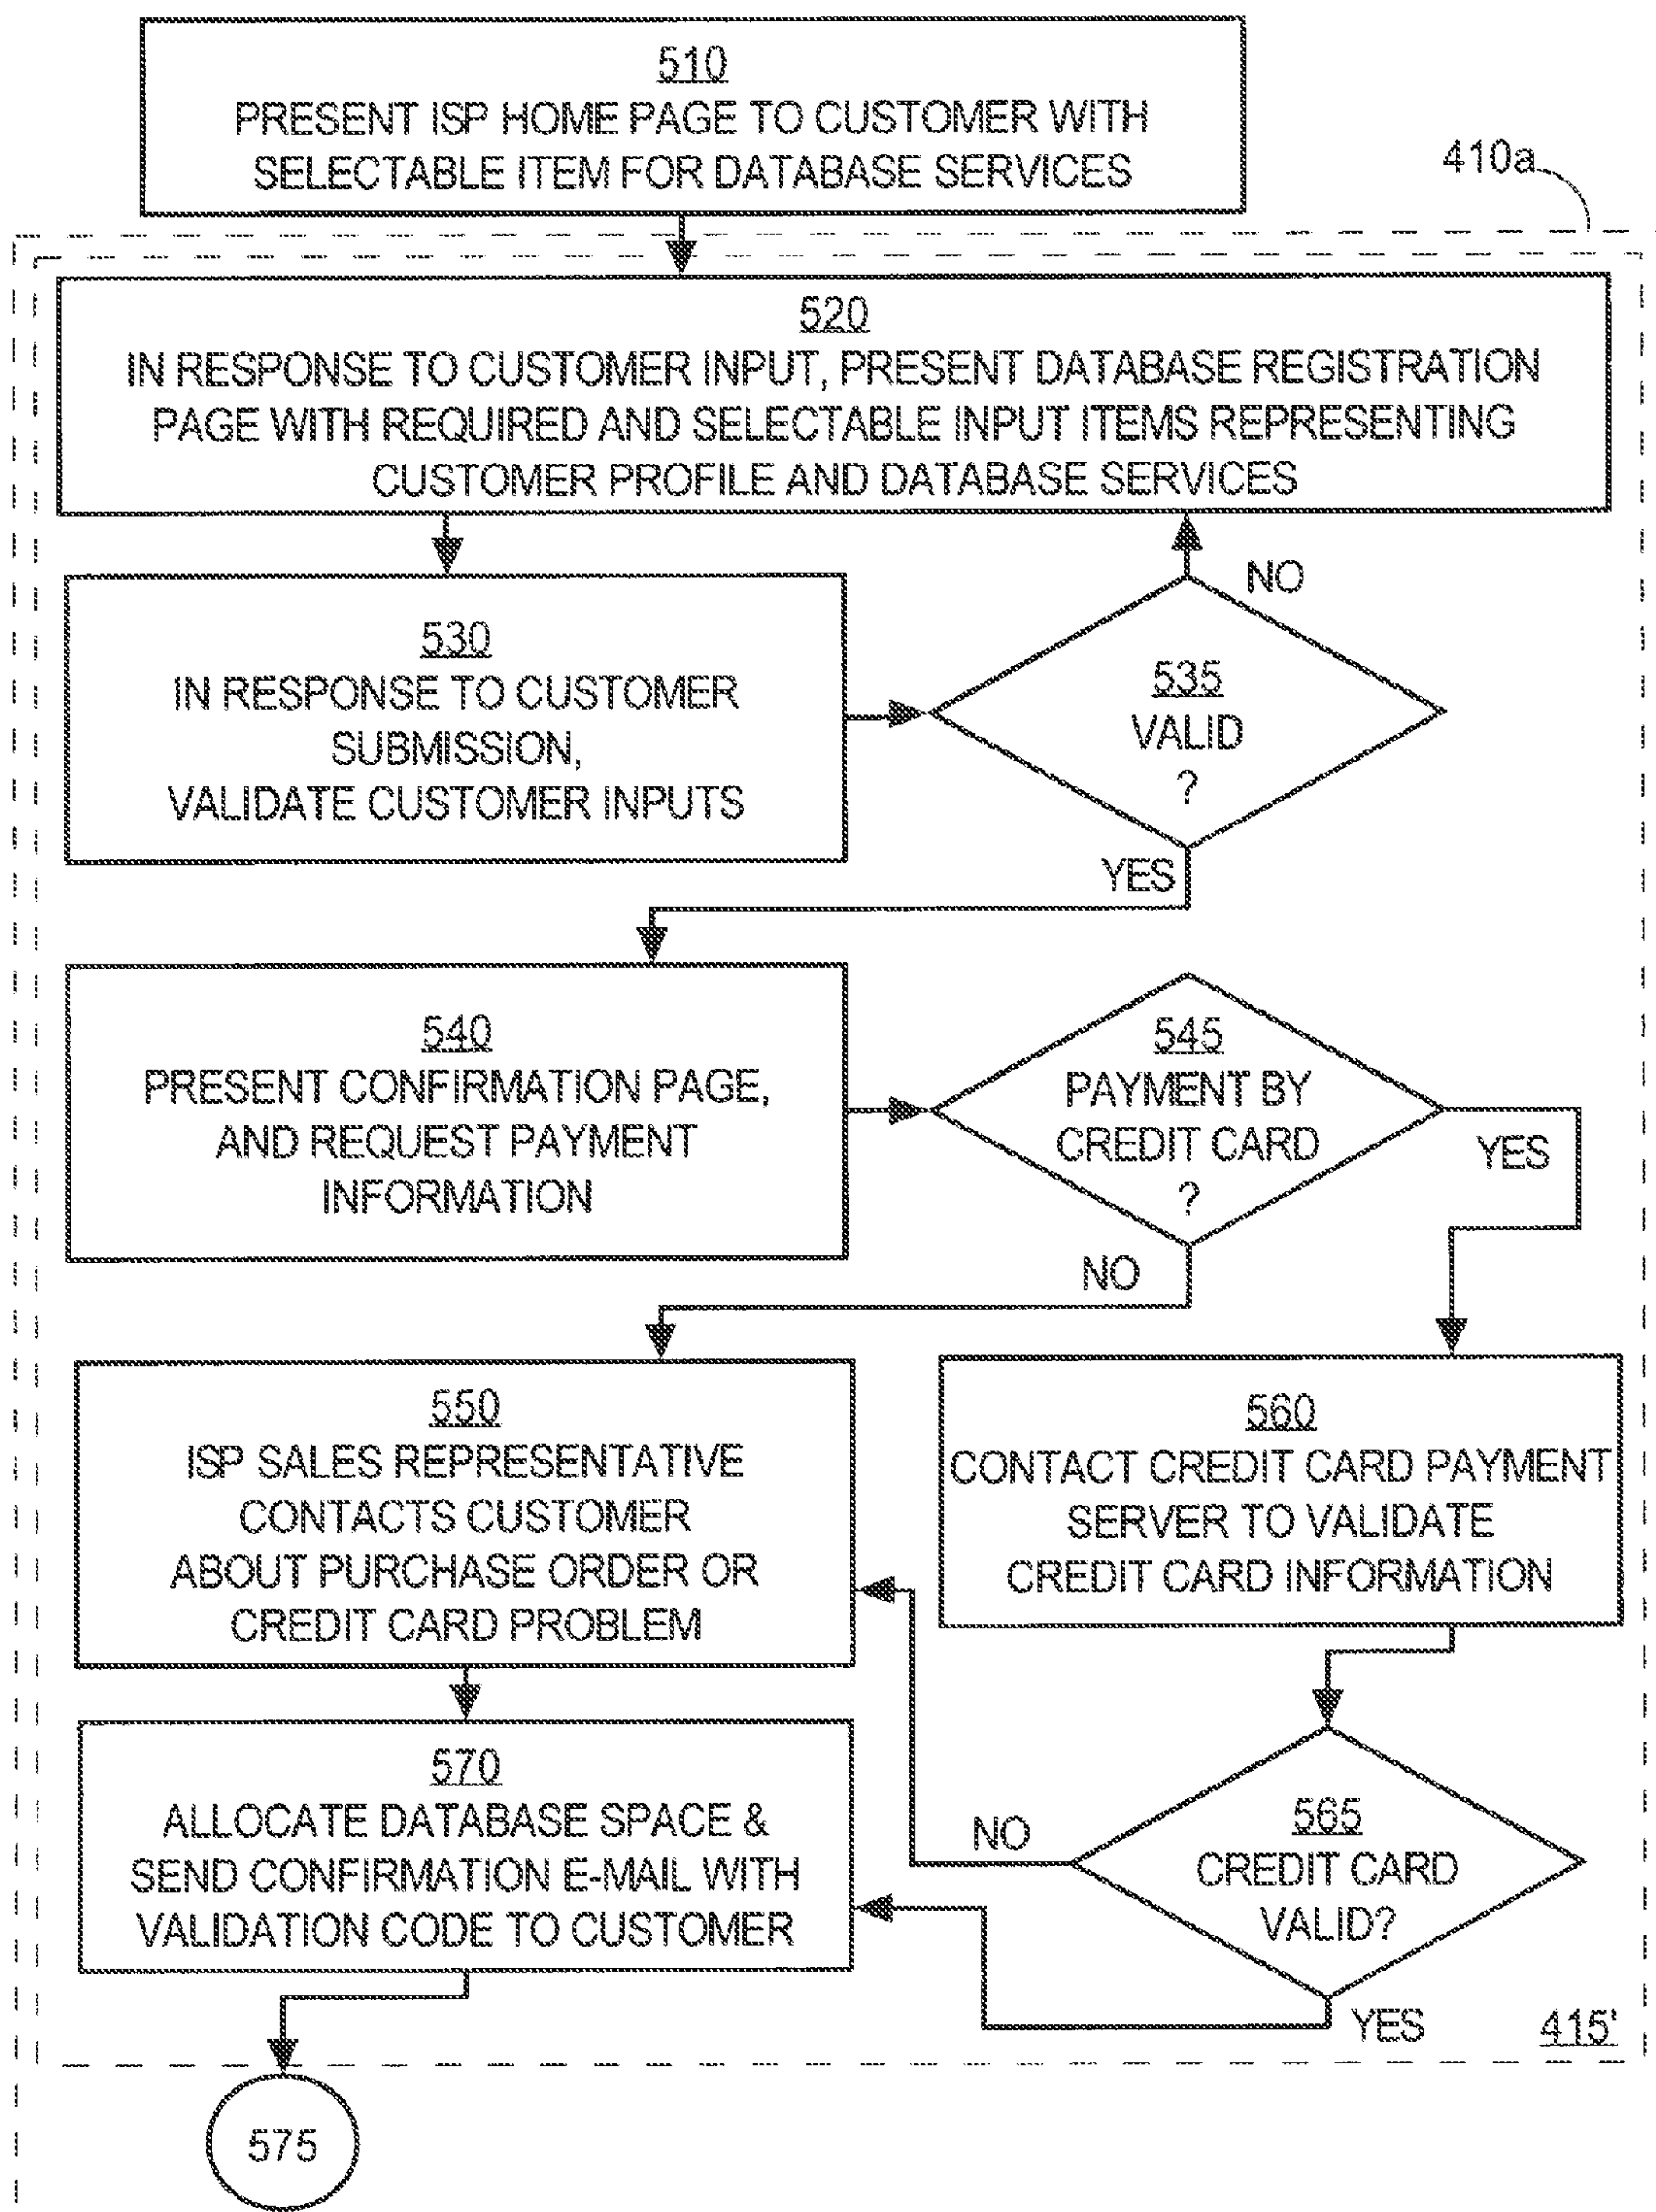 510
PRESENT ISP HOME PAGE TO CUSTOMER WITH
SELECTABLE ITEM FOR DATABASE SERVICES
410a
520
IN RESPONSE TO CUSTOMER INPUT, PRESENT DATABASE REGISTRATION
PAGE WITH REQUIRED AND SELECTABLE INPUT ITEMS REPRESENTING
CUSTOMER PROFILE AND DATABASE SERVICES
530
IN RESPONSE TO CUSTOMER
SUBMISSION,
VALIDATE CUSTOMER INPUTS
NO
535
VALID
?
YES
540
PRESENT CONFIRMATION PAGE,
AND REQUEST PAYMENT
INFORMATION
545
PAYMENT BY
CREDIT CARD
?
YES
NO
550
ISP SALES REPRESENTATIVE
CONTACTS CUSTOMER
ABOUT PURCHASE ORDER OR
CREDIT CARD PROBLEM
560
CONTACT CREDIT CARD PAYMENT
SERVER TO VALIDATE
CREDIT CARD INFORMATION
570
ALLOCATE DATABASE SPACE &
SEND CONFIRMATION E-MAIL WITH
VALIDATION CODE TO CUSTOMER
NO
565
CREDIT CARD
VALID?
YES
415'
575